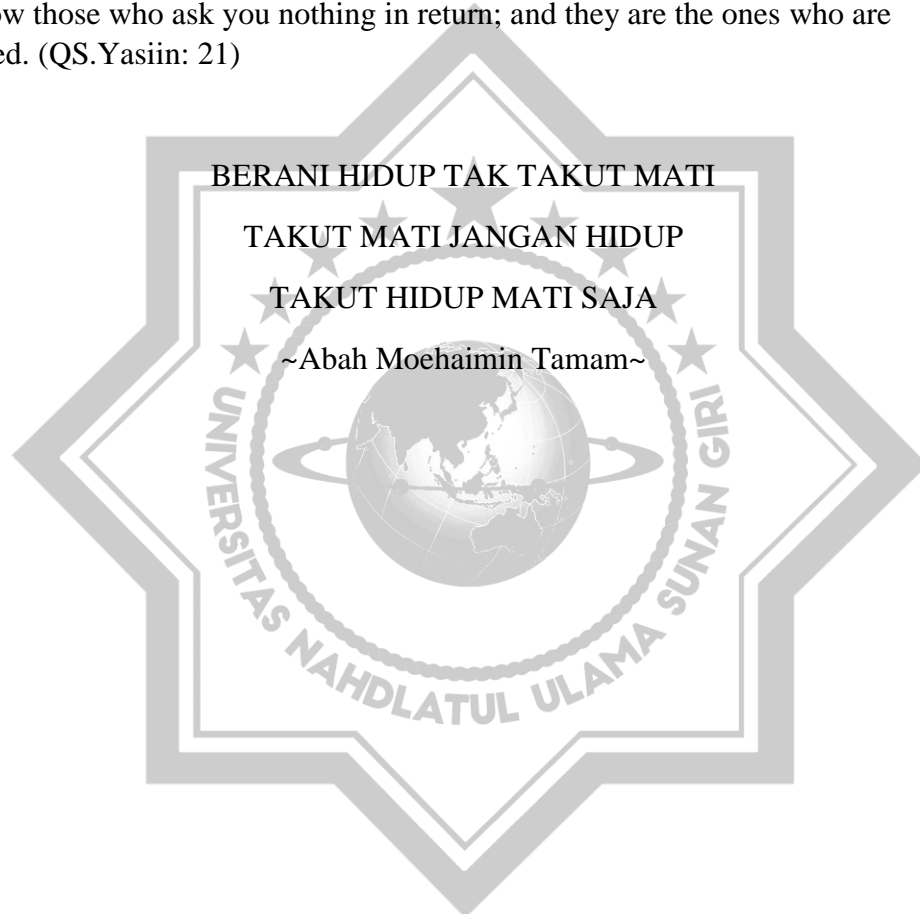 ow those who ask you nothing in return; and they are the ones who are
ed. (QS.Yasiin: 21)
BERANI HIDUP TAK TAKUT MATI
TAKUT MATI JANGAN HIDUP
TAKUT HIDUP MATI SAJA
~Abah Moehaimin Tamam~
UNIVERSITAS NAHDLATUL ULAMA SUNAN GIRI